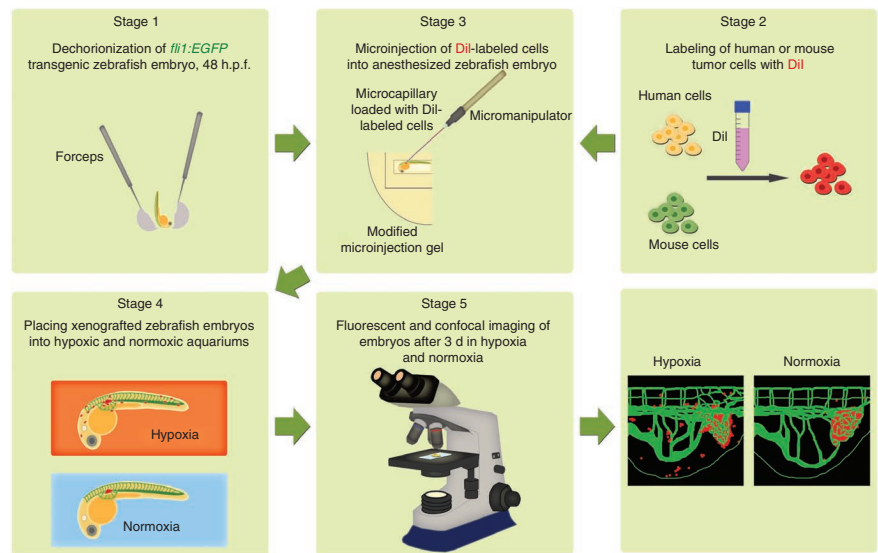 Stage 1
Dechorionization of fli1:EGFP
transgenic zebrafish embryo, 48 h.p.f.
Forceps
Stage 3
Microinjection of DiI-labeled cells
into anesthesized zebrafish embryo
Microcapillary
loaded with DiI-
labeled cells
Micromanipulator
Modified
microinjection gel
Stage 2
Labeling of human or mouse
tumor cells with DiI
Human cells
DiI
Mouse cells
Stage 4
Placing xenografted zebrafish embryos
into hypoxic and normoxic aquariums
Hypoxia
Normoxia
Stage 5
Fluorescent and confocal imaging of
embryos after 3 d in hypoxia
and normoxia
Hypoxia
Normoxia